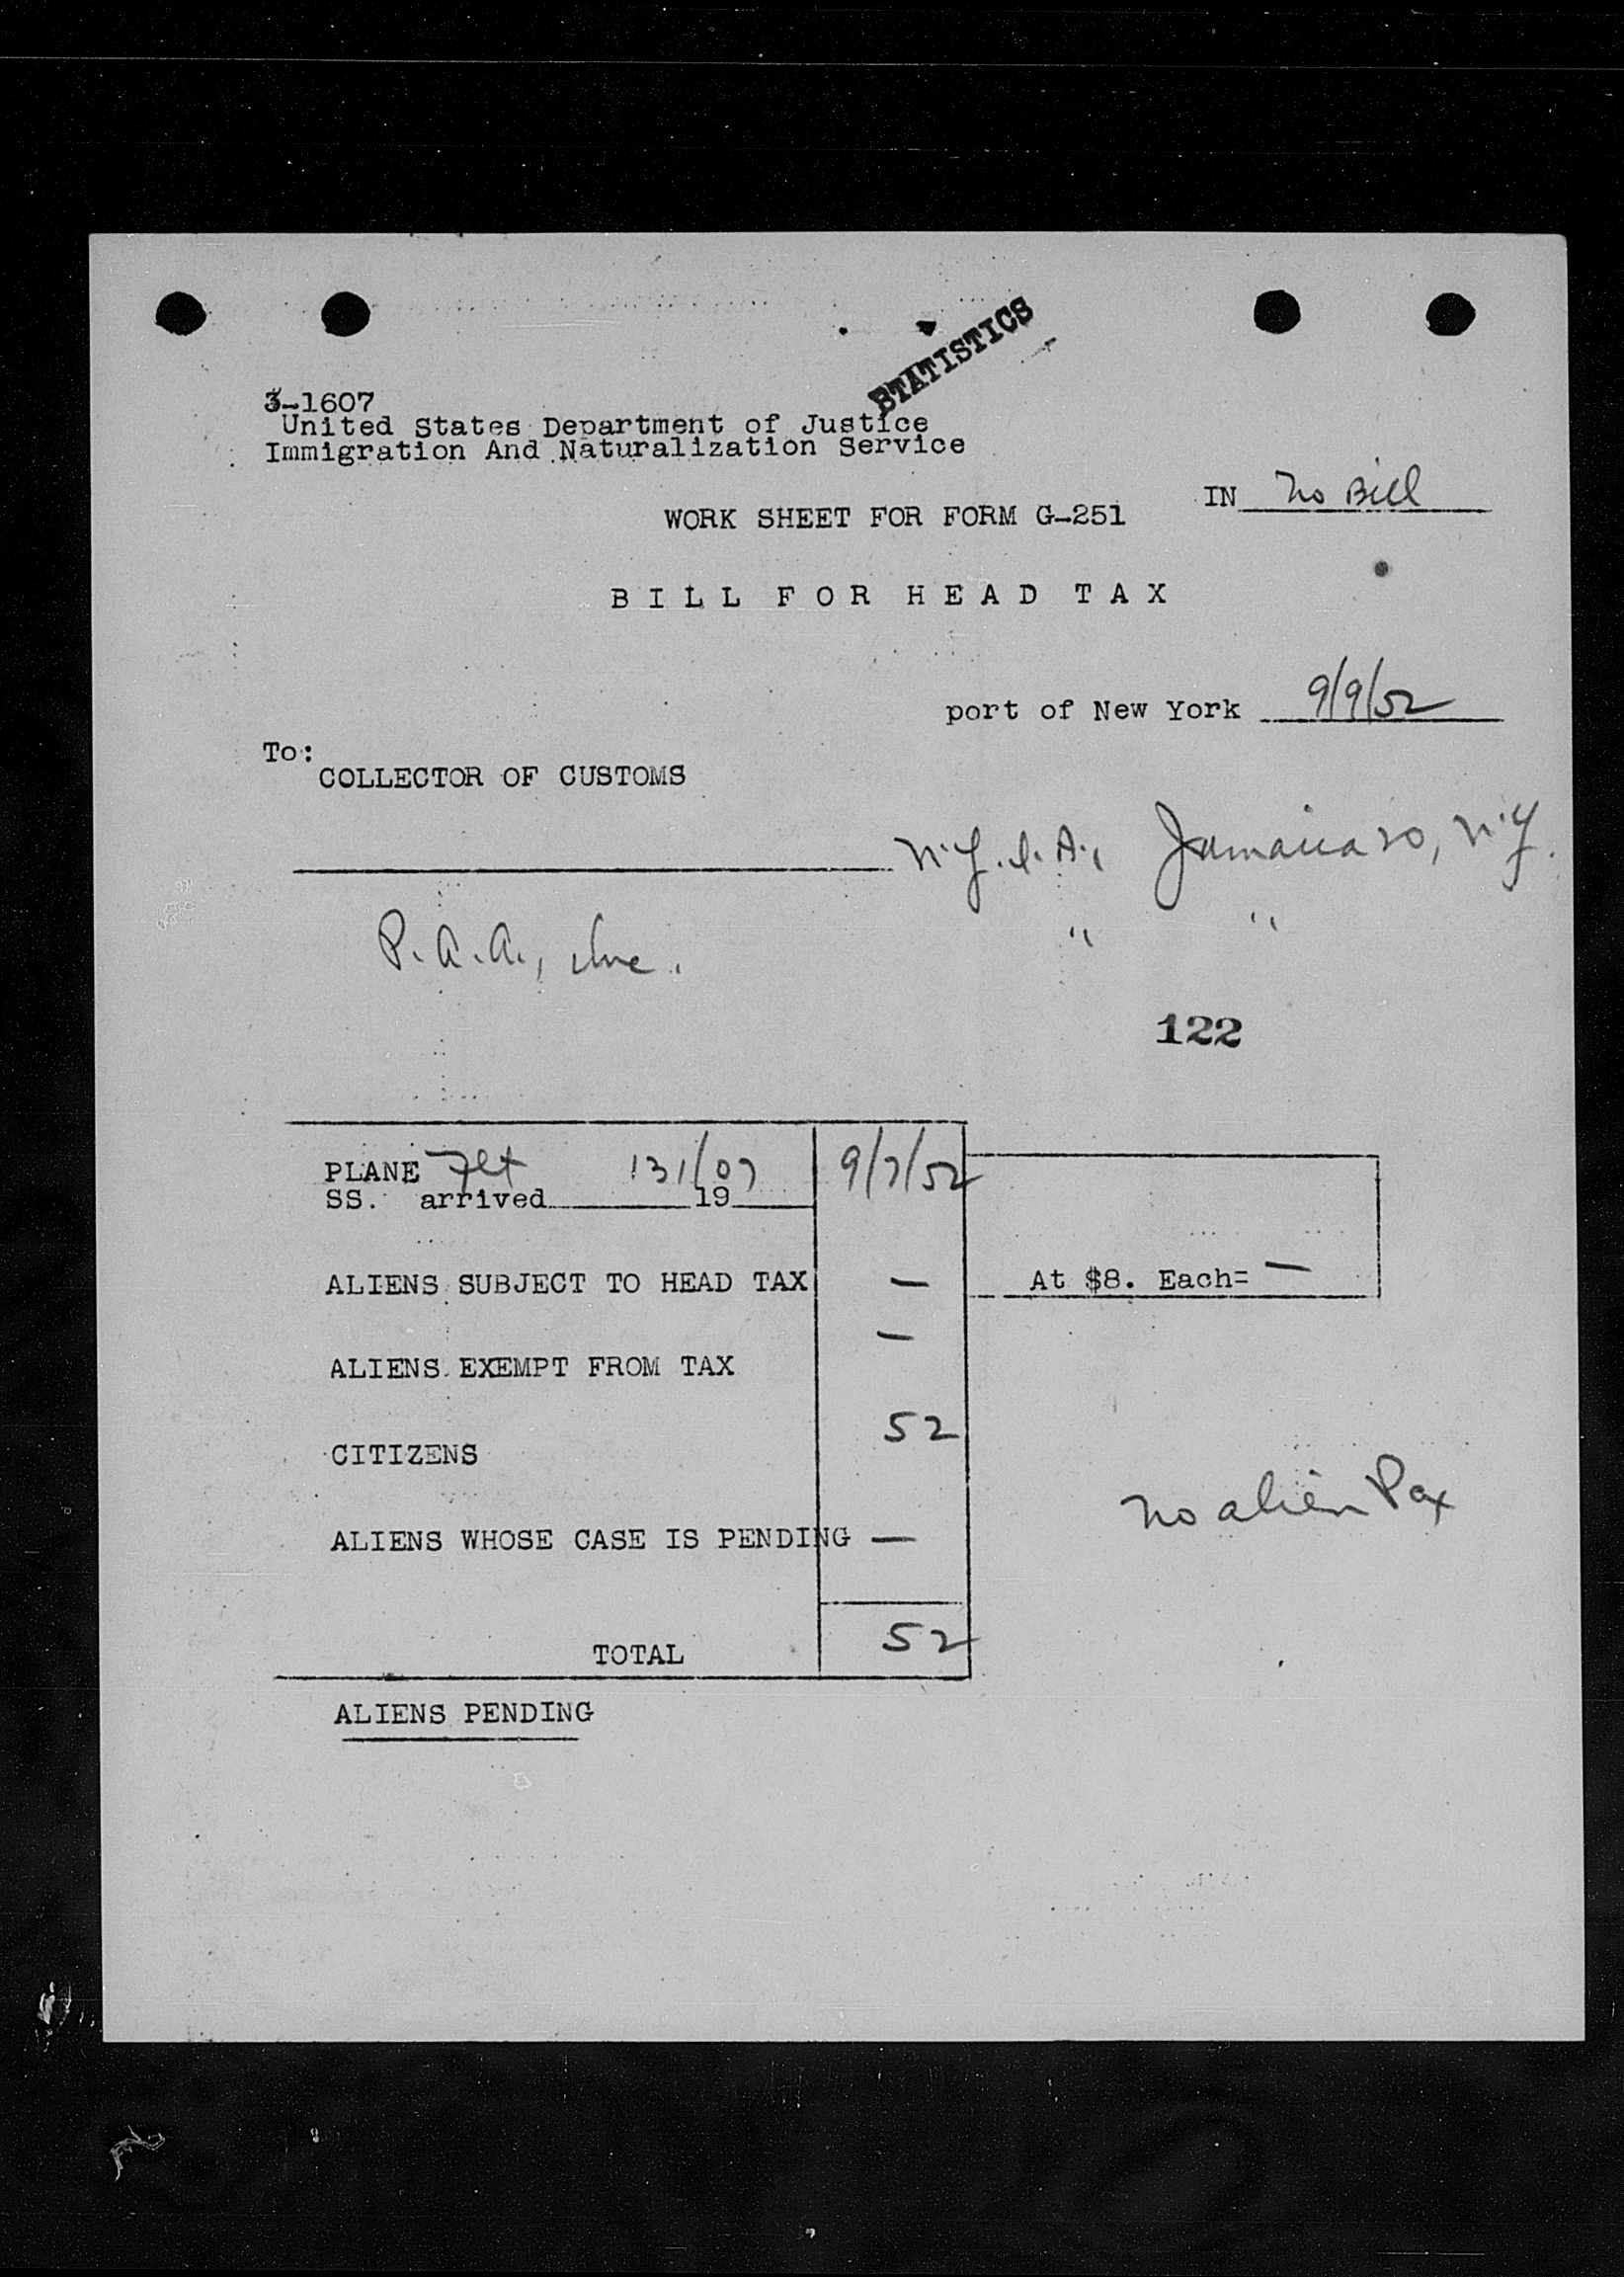 STATISTICS
3-1607
United States Department of Justice
Immigration And Naturalization Service
IN No Bill
WORK SHEET FOR FORM G-251
BILL FOR HEAD TAX
port of New York 9/9/52
To:
COLLECTOR OF CUSTOMS
N.Y.I.A., Jamaica 30, N.Y.
P.A.A., Inc. " "
122
PLANE Flt 131/07 9/7/52
SS. arrived 19
ALIENS SUBJECT TO HEAD TAX — At $8. Each= —
ALIENS EXEMPT FROM TAX —
CITIZENS 52
No alien Pax
ALIENS WHOSE CASE IS PENDING —
TOTAL 52
ALIENS PENDING